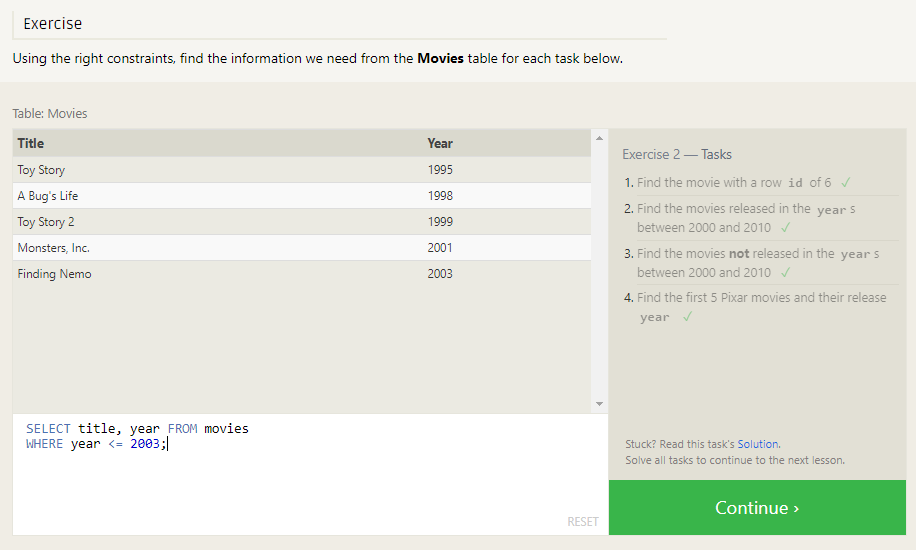 Exercise
Using the right constraints, find the information we need from the Movies table for each task below.
Table: Movies
Title Year
Toy Story 1995
A Bug's Life 1998
Toy Story 2 1999
Monsters, Inc. 2001
Finding Nemo 2003
SELECT title, year FROM movies
WHERE year <= 2003;
RESET
Exercise 2 — Tasks
1. Find the movie with a row id of 6 ✓
2. Find the movies released in the year s
between 2000 and 2010 ✓
3. Find the movies not released in the year s
between 2000 and 2010 ✓
4. Find the first 5 Pixar movies and their release
year ✓
Stuck? Read this task's Solution.
Solve all tasks to continue to the next lesson.
Continue ›